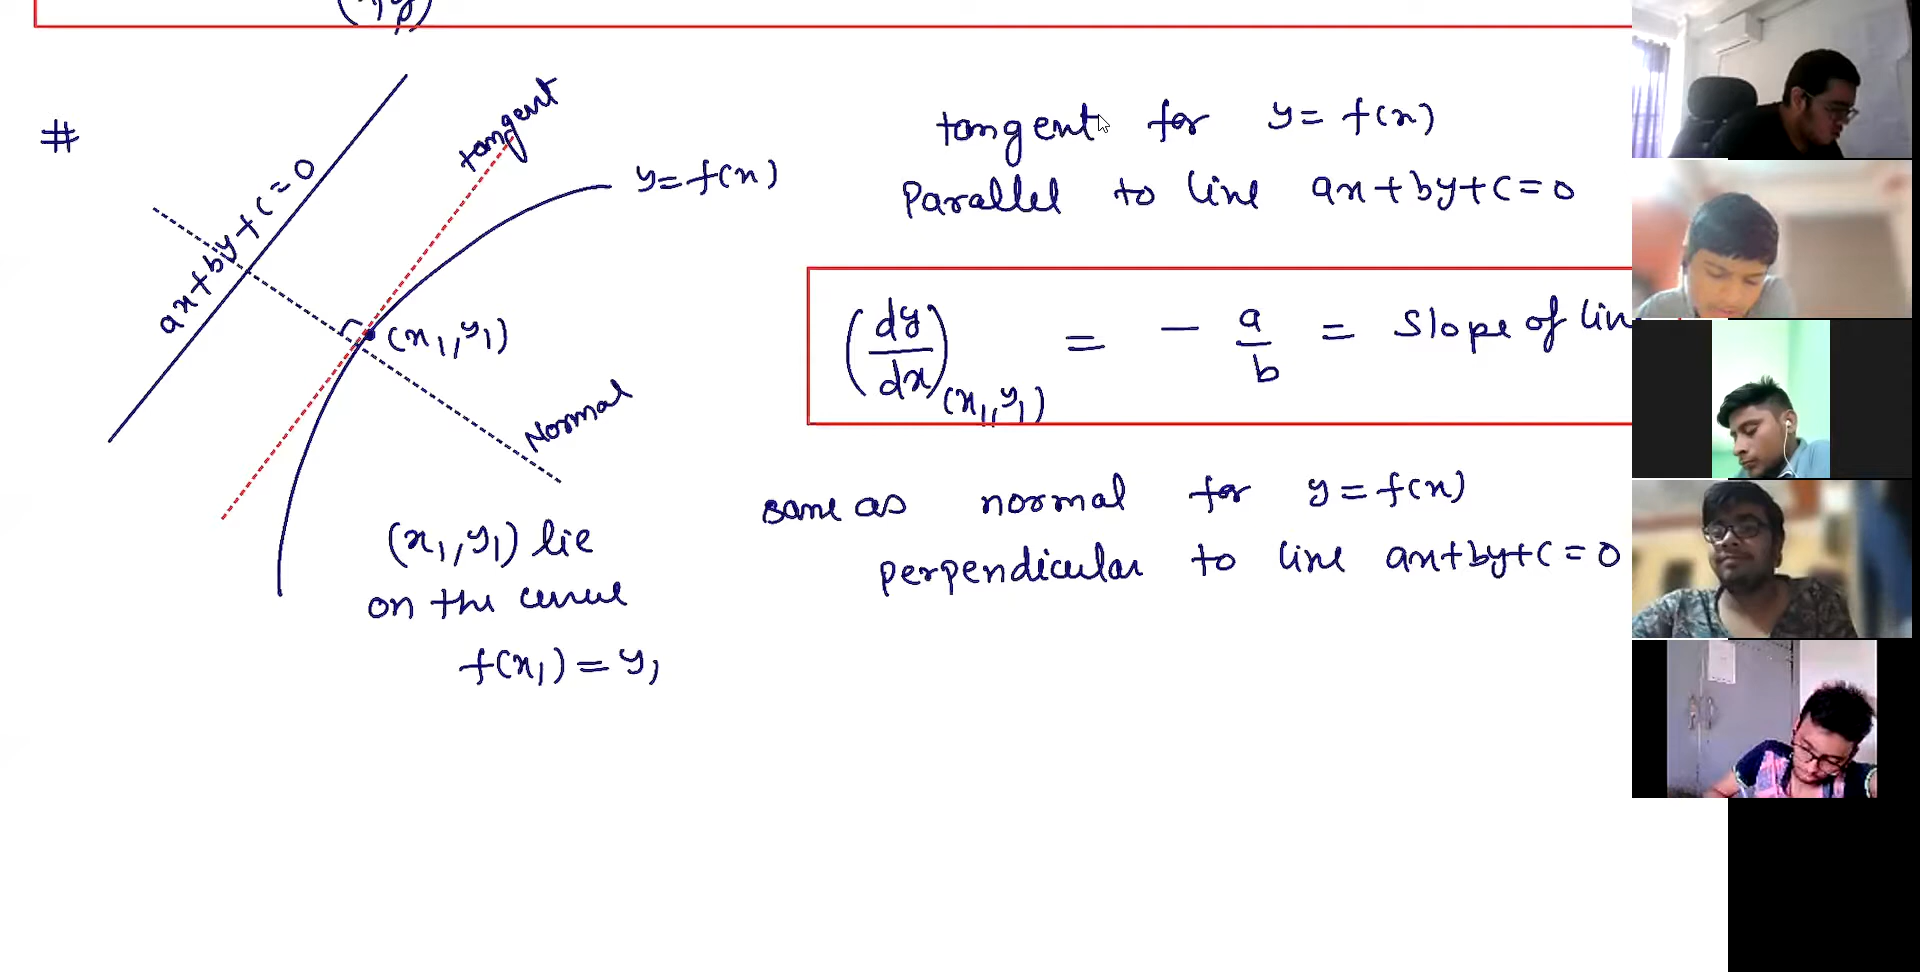 #
ax+by+c=0
tangent
y=f(x)
(x₁,y₁)
Normal
(x₁,y₁) lie
on the curve
f(x₁)=y₁
tangent for y=f(x)
Parallel to line ax+by+c=0
(dy/dx)(x₁,y₁) = - a/b = Slope of lin
same as normal for y=f(x)
perpendicular to line ax+by+c=0